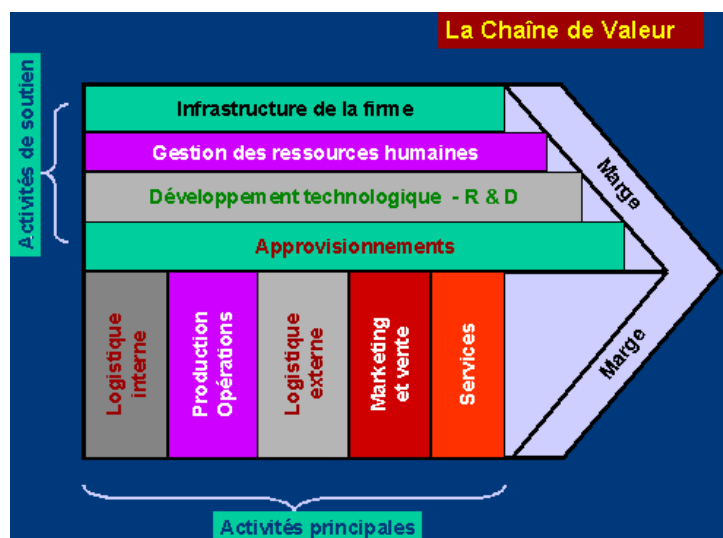 La Chaîne de Valeur
Activités de soutien
Infrastructure de la firme
Gestion des ressources humaines
Développement technologique - R & D
Approvisionnements
Marge
Logistique
interne
Production
Opérations
Logistique
externe
Marketing
et vente
Services
Marge
Activités principales